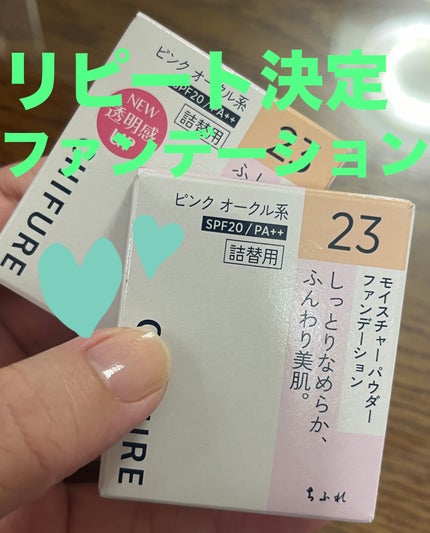 リピート決定
ファンデーション
ピンク オークル系
SPF20/PA++
詰替用
23
NEW
透明感
UP
CHIFURE
ピンク オークル系
SPF20/PA++
詰替用
23
モイスチャー パウダー
ファンデーション
しっとりなめらか、
ふんわり美肌。
ちふれ